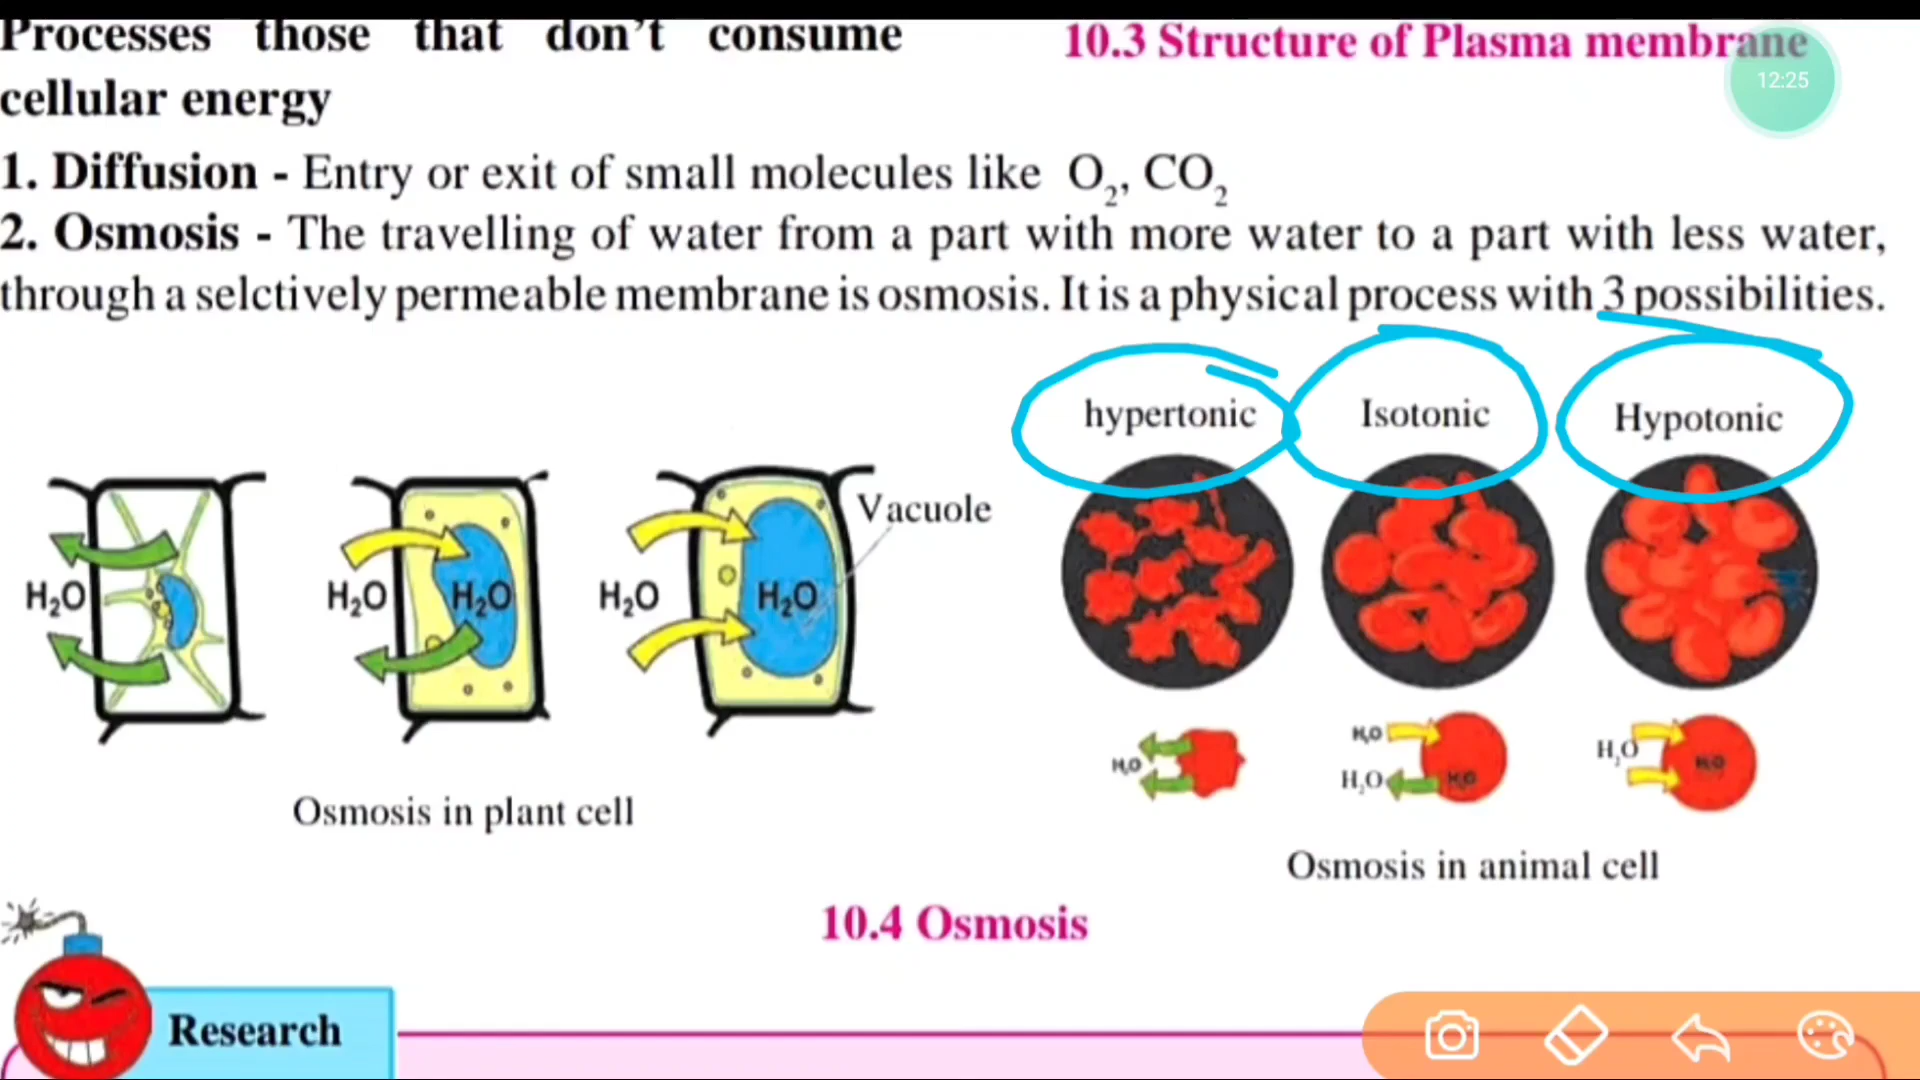 Processes those that don't consume
cellular energy
10.3 Structure of Plasma membrane
12:25
1. Diffusion - Entry or exit of small molecules like O₂, CO₂
2. Osmosis - The travelling of water from a part with more water to a part with less water,
through a selctively permeable membrane is osmosis. It is a physical process with 3 possibilities.
hypertonic Isotonic Hypotonic
Vacuole
H₂O H₂O H₂O H₂O H₂O
H₂O H₂O H₂O H₂O
H₂O H₂O
Osmosis in plant cell
Osmosis in animal cell
10.4 Osmosis
Research